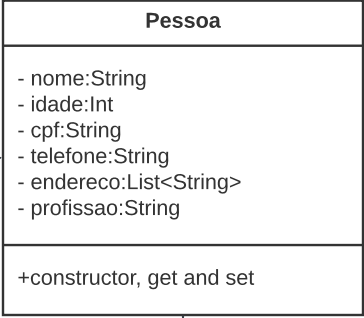 Pessoa
- nome:String
- idade:Int
- cpf:String
- telefone:String
- endereco:List<String>
- profissao:String
+constructor, get and set